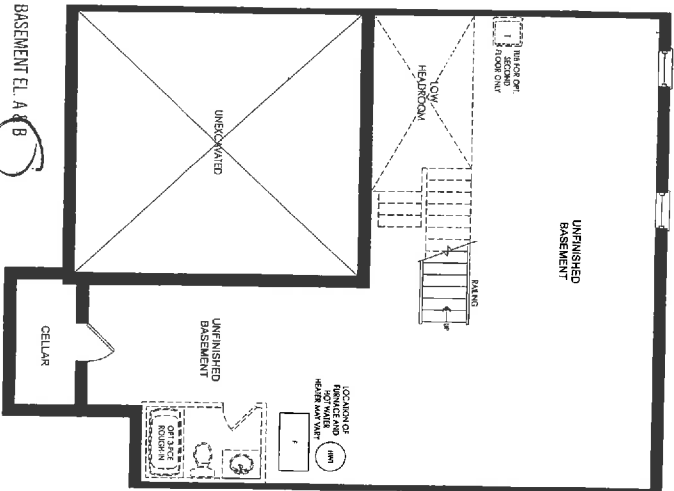 BASEMENT EL. A & B
UNEXCAVATED
LOW
HEADROOM
T
RIB FOR OPT.
SECOND
FLOOR ONLY
UNFINISHED
BASEMENT
RAILING
UP
UNFINISHED
BASEMENT
CELLAR
LOCATION OF
FURNACE AND
HOT WATER
HEATER MAY VARY
HWT
F
OPT 3-PCE
ROUGH-IN